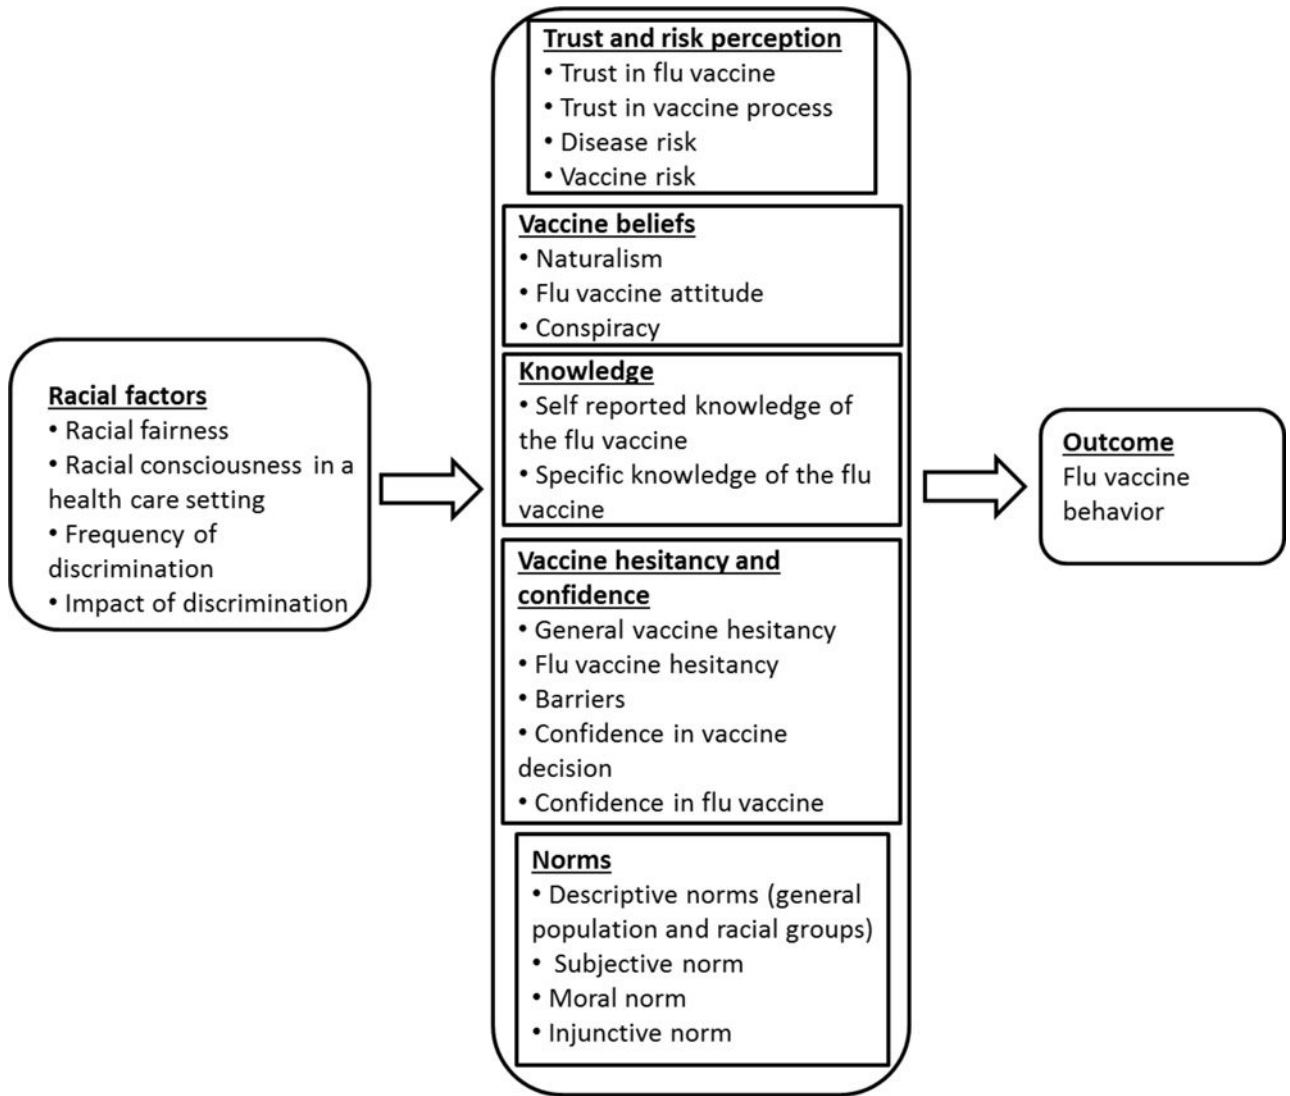 Trust and risk perception
• Trust in flu vaccine
• Trust in vaccine process
• Disease risk
• Vaccine risk
Vaccine beliefs
• Naturalism
• Flu vaccine attitude
• Conspiracy
Racial factors
• Racial fairness
• Racial consciousness in a
health care setting
• Frequency of
discrimination
• Impact of discrimination
Knowledge
• Self reported knowledge of
the flu vaccine
• Specific knowledge of the flu
vaccine
Vaccine hesitancy and
confidence
• General vaccine hesitancy
• Flu vaccine hesitancy
• Barriers
• Confidence in vaccine
decision
• Confidence in flu vaccine
Norms
• Descriptive norms (general
population and racial groups)
• Subjective norm
• Moral norm
• Injunctive norm
Outcome
Flu vaccine
behavior